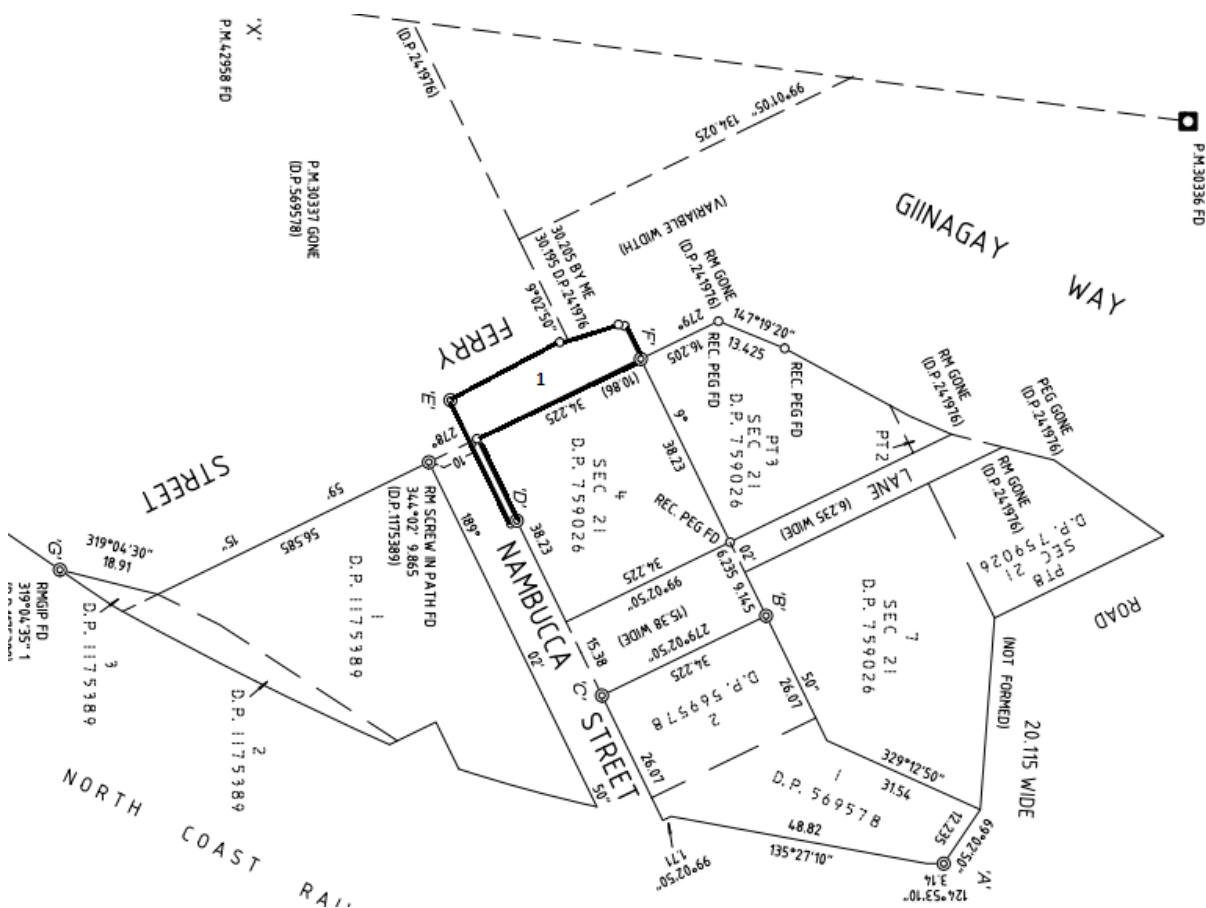 'X'
P.M.42958 FD
(D.P.241976)
P.M.30337 GONE
(D.P.569578)
99°01'05"
134.025
P.M.30336 FD
GIINAGAY
WAY
(VARIABLE WIDTH)
30.205 BY ME
30.195 D.P.241976
9°02'50"
RM GONE
(D.P.241976)
147°19'20"
13.425
279°
16.205
REC. PEG FD
REC. PEG FD
FERRY
STREET
1
'E'
'F'
(10.86)
34.225
278°
10
'D'
38.23
9°
38.23
PT 3
SEC 21
D.P. 759026
PT2
RM GONE
(D.P.241976)
PEG GONE
(D.P.241976)
RM GONE
(D.P.241976)
LANE
(6.235 WIDE)
4
SEC 21
D.P. 759026
REC. PEG FD
02'
6.235
9.145
'B'
34.225
99°02'50"
(15.38 WIDE)
279°02'50"
34.225
15.38
'C'
NAMBUCCA
STREET
RM SCREW IN PATH FD
344°02' 9.865
(D.P.1175389)
59'
15"
56.585
189°
02'
50"
319°04'30"
18.91
'G'
RMGIP FD
319°04'35" 1
1
D.P. 1175389
3
D.P. 1175389
2
D.P. 1175389
NORTH COAST
2
D.P. 569578
26.07
50"
26.07
7
SEC 21
D.P. 759026
PT8
SEC 21
D.P. 759026
ROAD
(NOT FORMED)
20.115 WIDE
329°12'50"
31.54
1
D.P. 569578
48.82
135°27'10"
99°02'50"
1.71
12.235
69°02'50"
'A'
124°53'10"
3.14